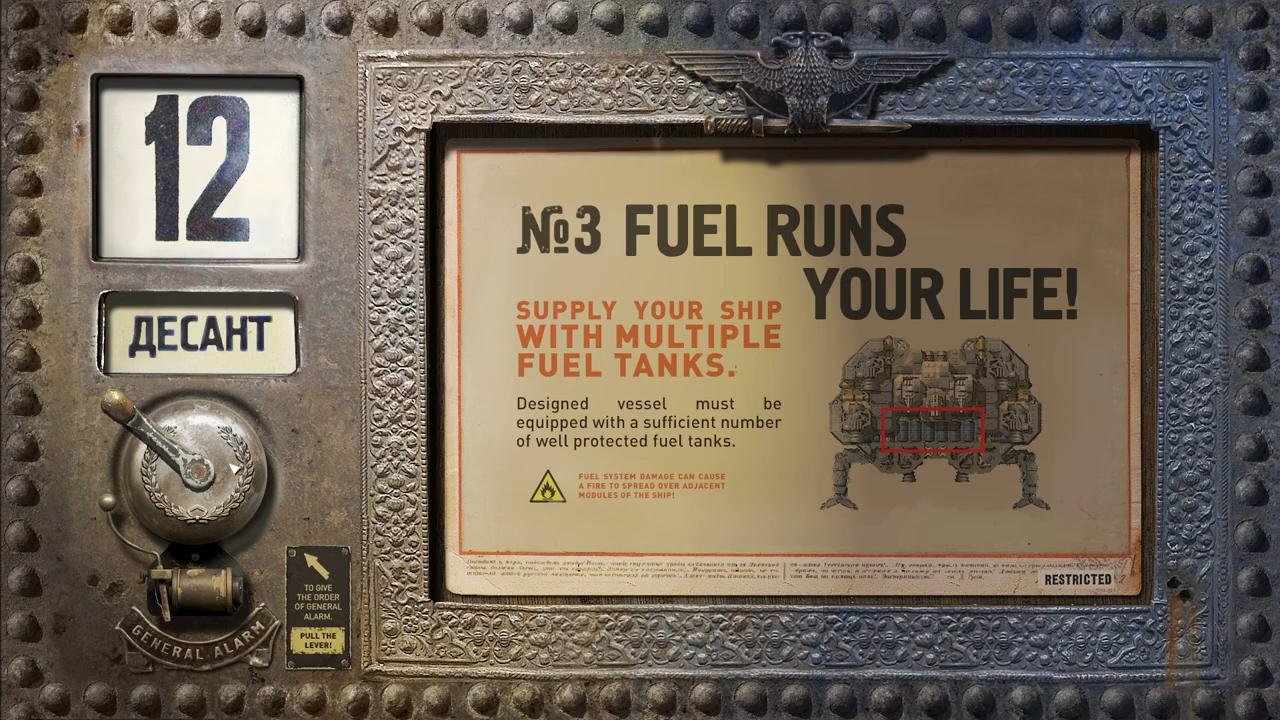 12
ДЕСАНТ
GENERAL ALARM
TO GIVE
THE ORDER
OF GENERAL
ALARM.
PULL THE
LEVER!
№3 FUEL RUNS
YOUR LIFE!
SUPPLY YOUR SHIP
WITH MULTIPLE
FUEL TANKS.
Designed vessel must be
equipped with a sufficient number
of well protected fuel tanks.
FUEL SYSTEM DAMAGE CAN CAUSE
A FIRE TO SPREAD OVER ADJACENT
MODULES OF THE SHIP!
RESTRICTED